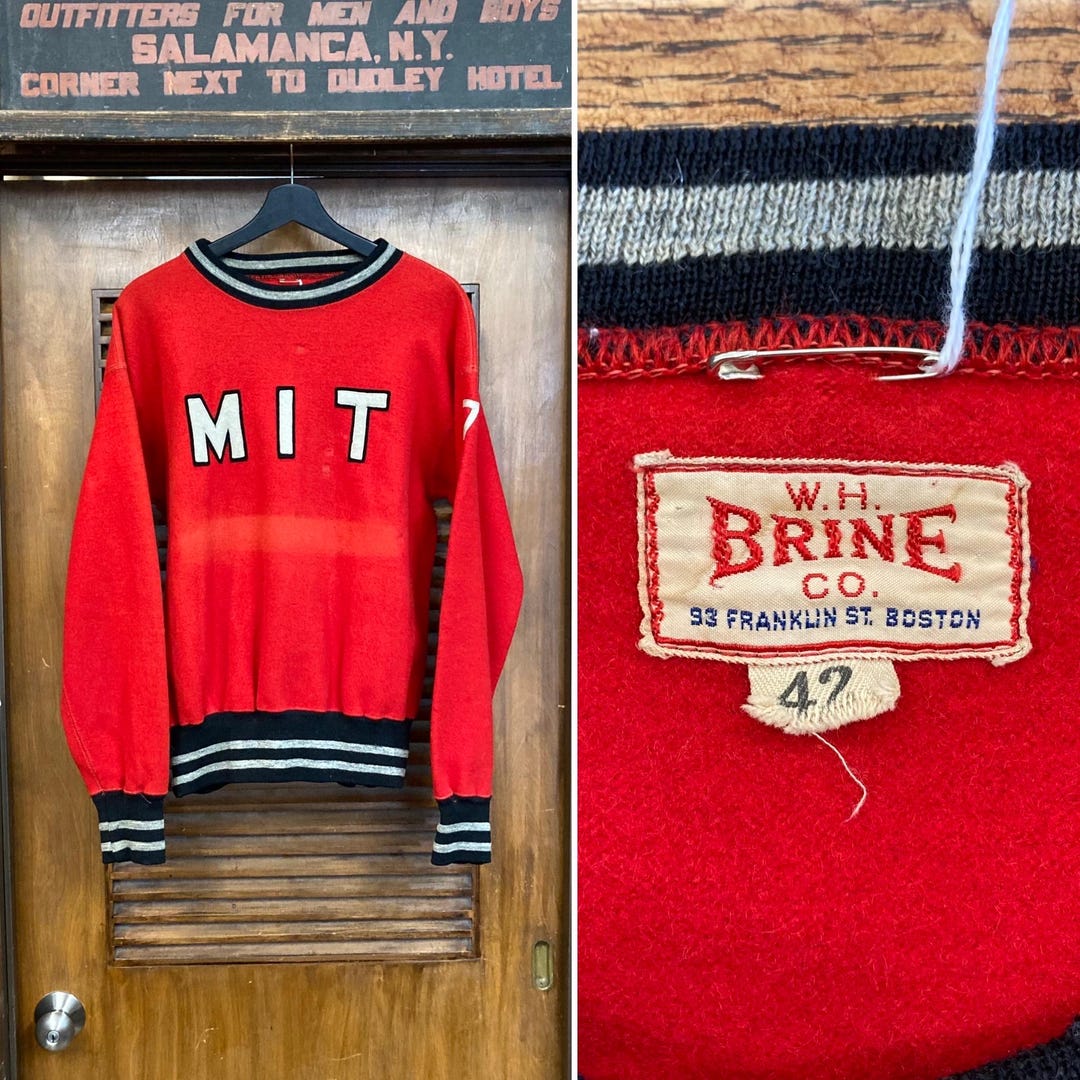 OUTFITTERS FOR MEN AND BOYS
SALAMANCA, N.Y.
CORNER NEXT TO DUDLEY HOTEL.
MIT
7
W.H.
BRINE
CO.
93 FRANKLIN ST. BOSTON
42